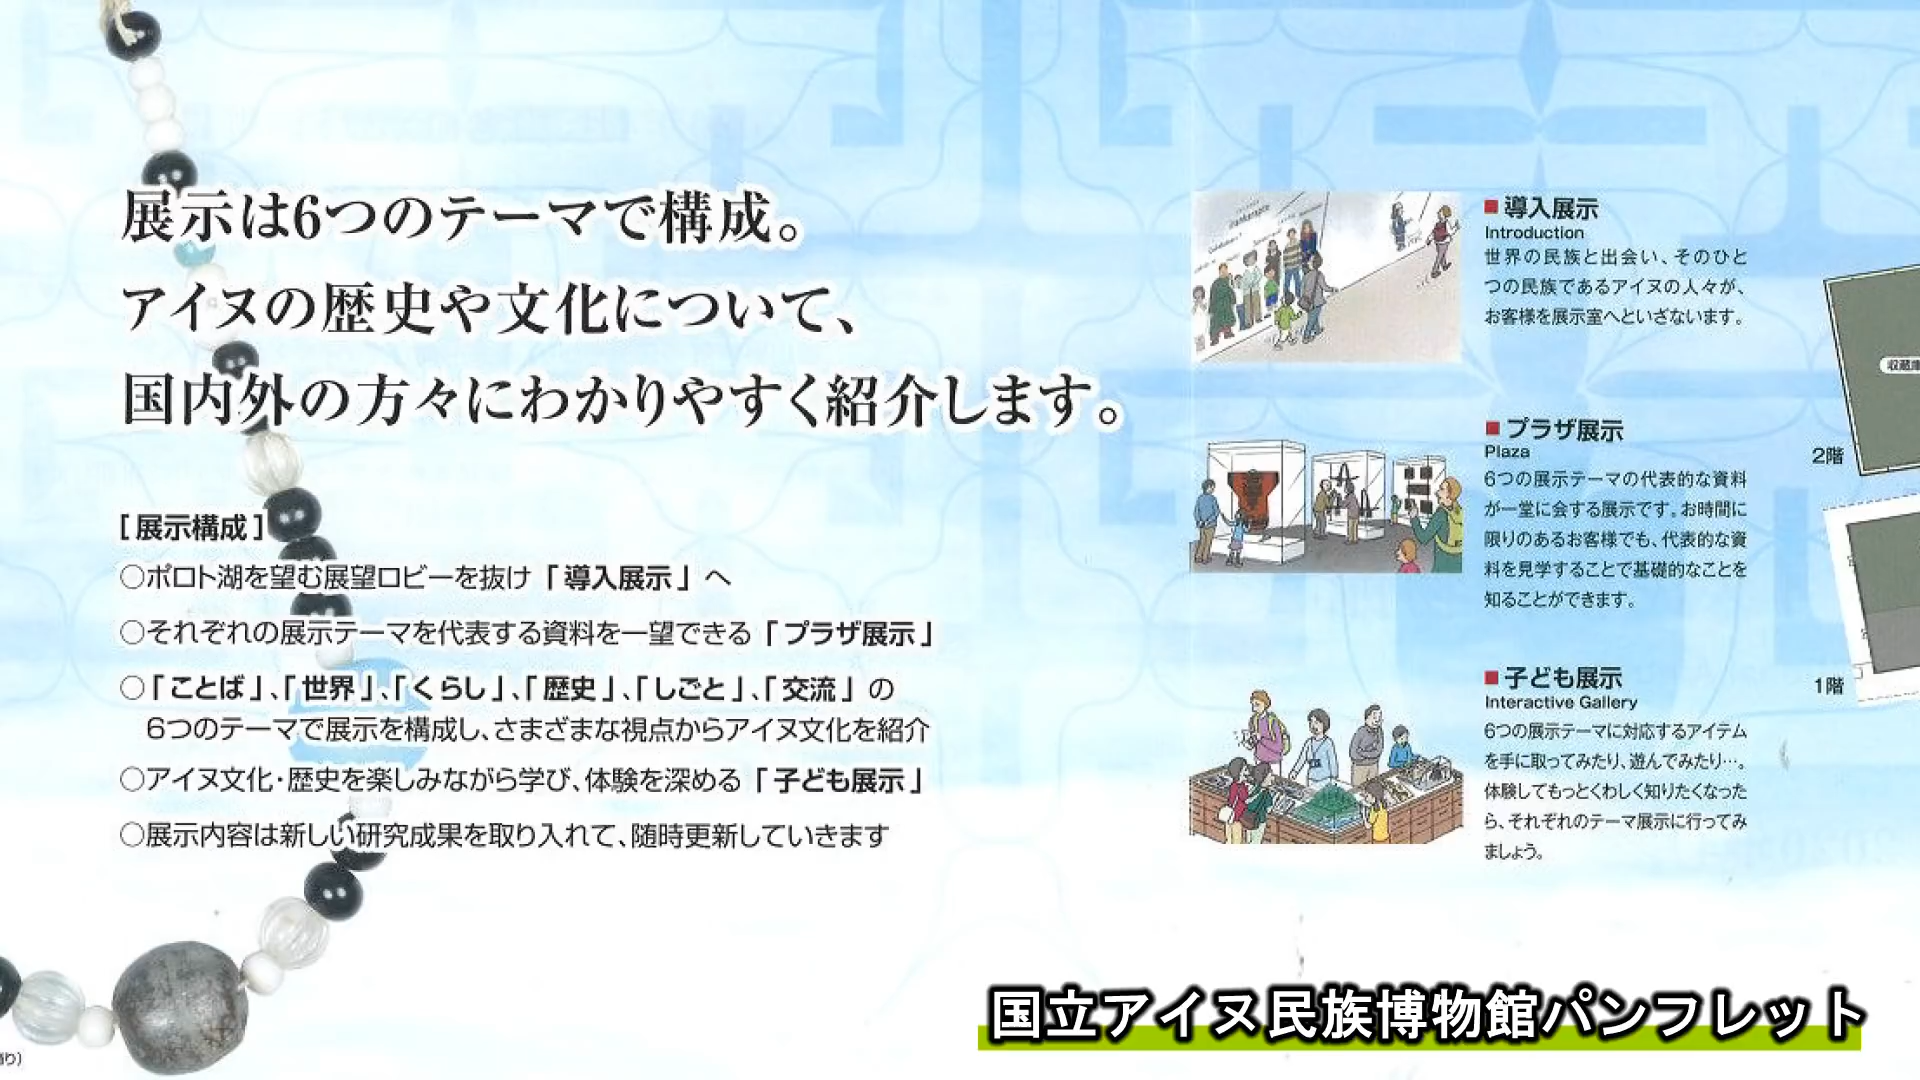 展示は6つのテーマで構成。
アイヌの歴史や文化について、
国内外の方々にわかりやすく紹介します。
[展示構成]
○ポロト湖を望む展望ロビーを抜け「導入展示」へ
○それぞれの展示テーマを代表する資料を一望できる「プラザ展示」
○「ことば」、「世界」、「くらし」、「歴史」、「しごと」、「交流」の
6つのテーマで展示を構成し、さまざまな視点からアイヌ文化を紹介
○アイヌ文化・歴史を楽しみながら学び、体験を深める「子ども展示」
○展示内容は新しい研究成果を取り入れて、随時更新していきます
■導入展示
Introduction
世界の民族と出会い、そのひと
つの民族であるアイヌの人々が、
お客様を展示室へといざないます。
■プラザ展示
Plaza
6つの展示テーマの代表的な資料
が一堂に会する展示です。お時間に
限りのあるお客様でも、代表的な資
料を見学することで基礎的なことを
知ることができます。
■子ども展示
Interactive Gallery
6つの展示テーマに対応するアイテム
を手に取ってみたり、遊んでみたり…。
体験してもっとくわしく知りたくなった
ら、それぞれのテーマ展示に行ってみ
ましょう。
収蔵庫
2階
1階
国立アイヌ民族博物館パンフレット